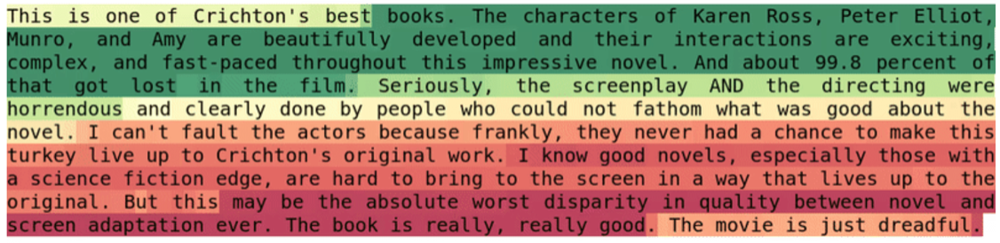 This is one of Crichton's best books. The characters of Karen Ross, Peter Elliot,
Munro, and Amy are beautifully developed and their interactions are exciting,
complex, and fast-paced throughout this impressive novel. And about 99.8 percent of
that got lost in the film. Seriously, the screenplay AND the directing were
horrendous and clearly done by people who could not fathom what was good about the
novel. I can't fault the actors because frankly, they never had a chance to make this
turkey live up to Crichton's original work. I know good novels, especially those with
a science fiction edge, are hard to bring to the screen in a way that lives up to the
original. But this may be the absolute worst disparity in quality between novel and
screen adaptation ever. The book is really, really good. The movie is just dreadful.